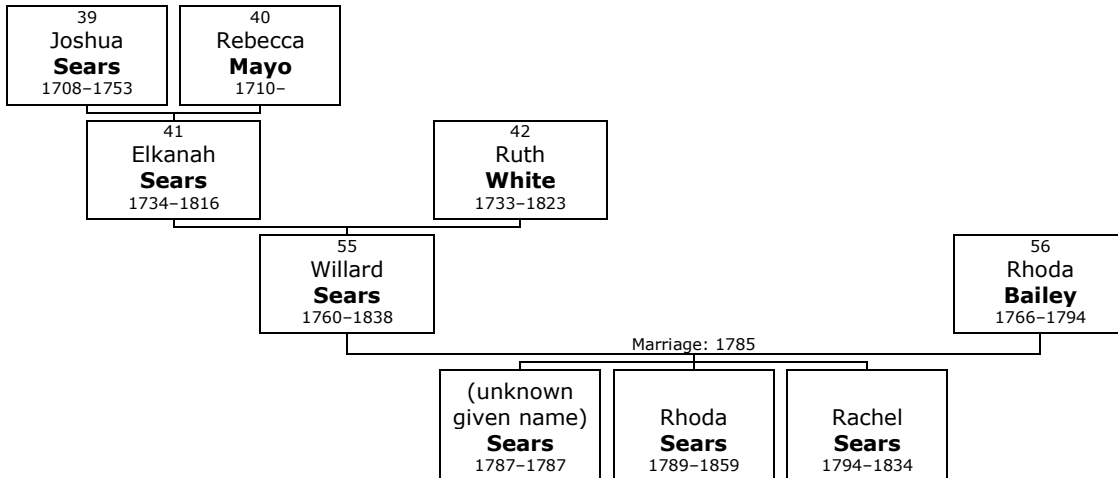 39
Joshua
Sears
1708–1753
40
Rebecca
Mayo
1710–
41
Elkanah
Sears
1734–1816
42
Ruth
White
1733–1823
55
Willard
Sears
1760–1838
56
Rhoda
Bailey
1766–1794
Marriage: 1785
(unknown
given name)
Sears
1787–1787
Rhoda
Sears
1789–1859
Rachel
Sears
1794–1834